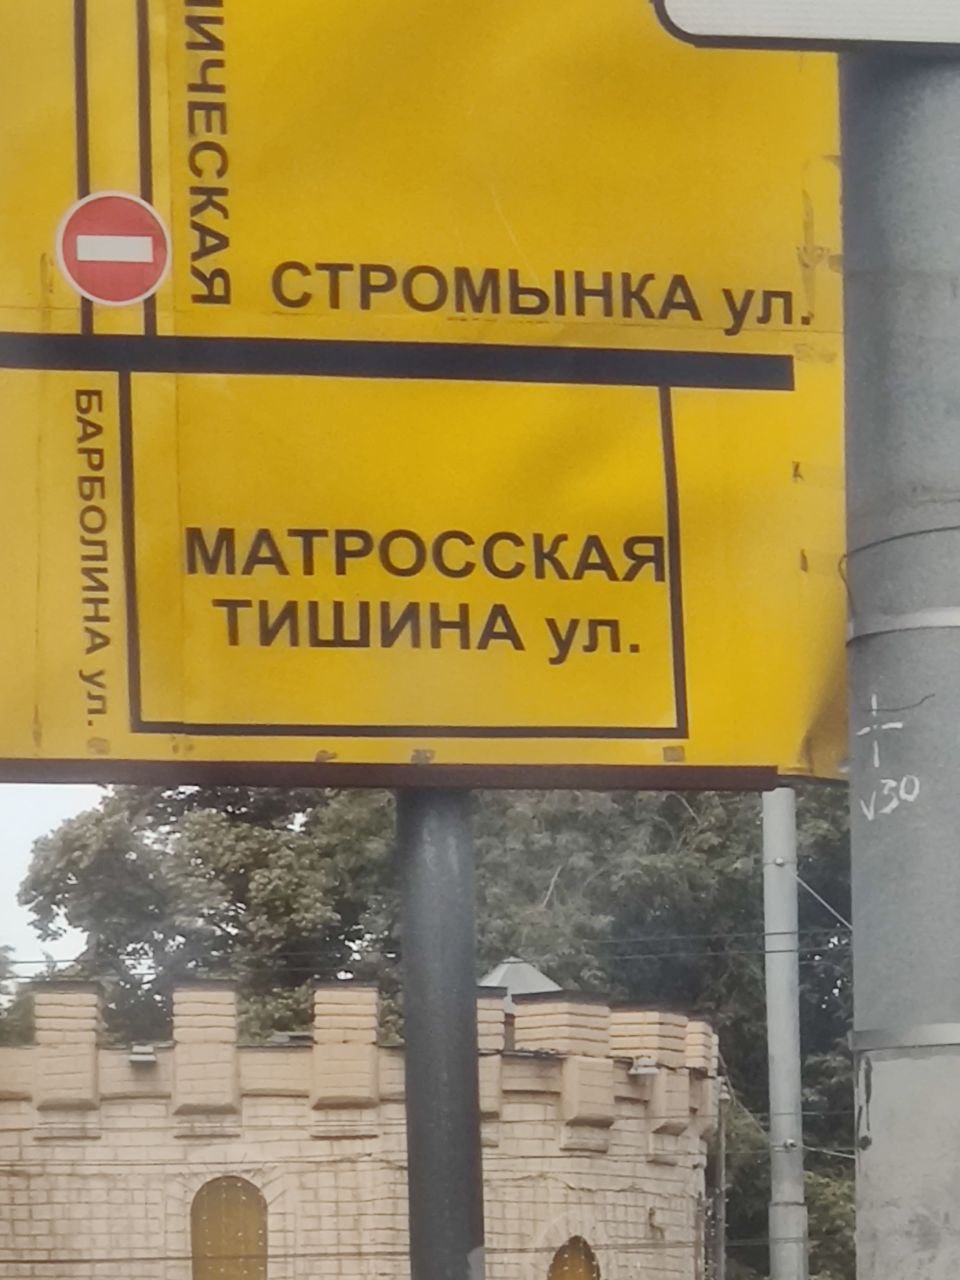 ИЧЕСКАЯ
СТРОМЫНКА ул.
БАРБОЛИНА ул.
МАТРОССКАЯ
ТИШИНА ул.
v30